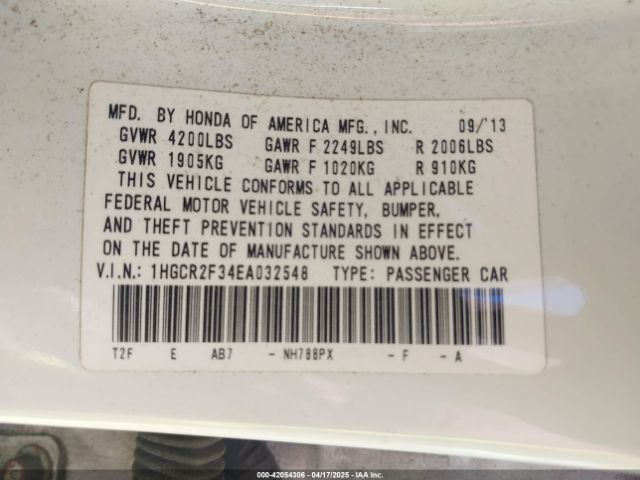 MFD. BY HONDA OF AMERICA MFG., INC. 09/'13
GVWR 4200LBS GAWR F 2249LBS R 2006LBS
GVWR 1905KG GAWR F 1020KG R 910KG
THIS VEHICLE CONFORMS TO ALL APPLICABLE
FEDERAL MOTOR VEHICLE SAFETY, BUMPER,
AND THEFT PREVENTION STANDARDS IN EFFECT
ON THE DATE OF MANUFACTURE SHOWN ABOVE.
V.I.N.: 1HGCR2F34EA032548 TYPE: PASSENGER CAR
T2F E AB7 - NH788PX - F - A
000-42054306 - 04/17/2025 - IAA Inc.